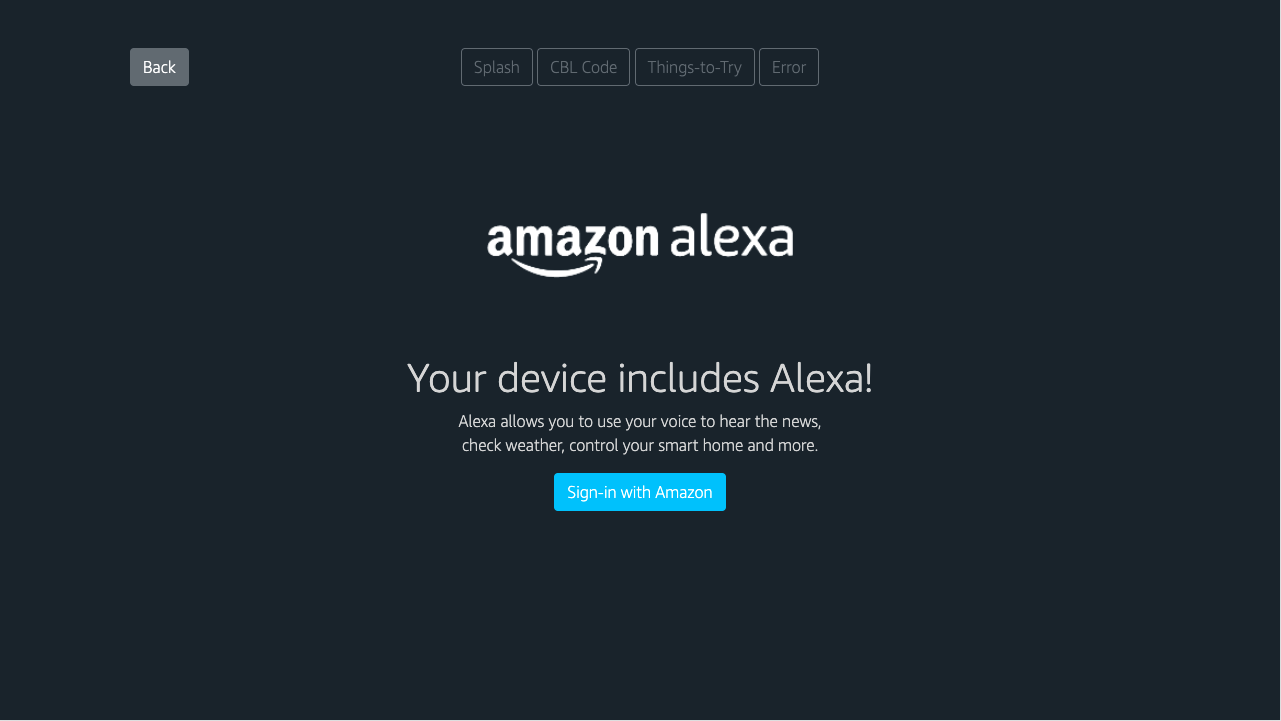 Back
Splash
CBL Code
Things-to-Try
Error
amazon alexa
Your device includes Alexa!
Alexa allows you to use your voice to hear the news,
check weather, control your smart home and more.
Sign-in with Amazon